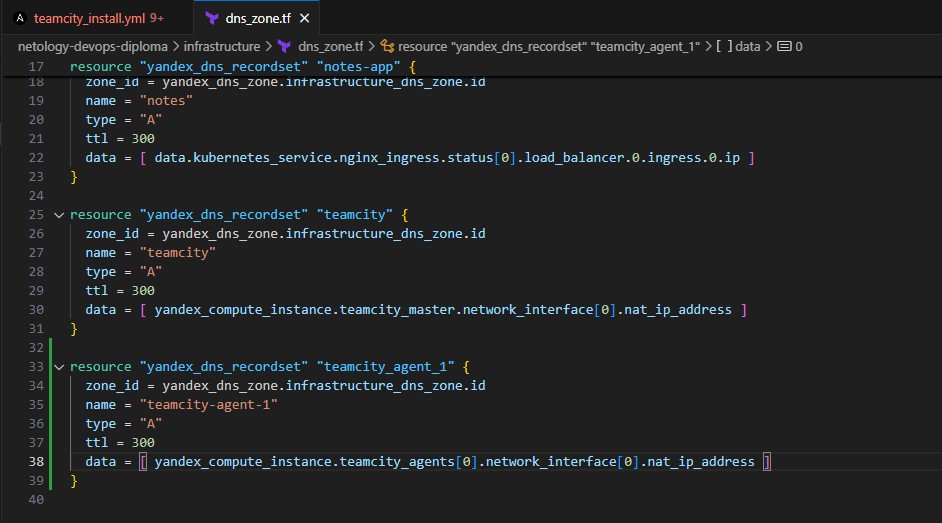 teamcity_install.yml 9+ dns_zone.tf
netology-devops-diploma > infrastructure > dns_zone.tf > resource "yandex_dns_recordset" "teamcity_agent_1" > [ ] data > 0
17 resource "yandex_dns_recordset" "notes-app" {
18 zone_id = yandex_dns_zone.infrastructure_dns_zone.id
19 name = "notes"
20 type = "A"
21 ttl = 300
22 data = [ data.kubernetes_service.nginx_ingress.status[0].load_balancer.0.ingress.0.ip ]
23 }
24
25 resource "yandex_dns_recordset" "teamcity" {
26 zone_id = yandex_dns_zone.infrastructure_dns_zone.id
27 name = "teamcity"
28 type = "A"
29 ttl = 300
30 data = [ yandex_compute_instance.teamcity_master.network_interface[0].nat_ip_address ]
31 }
32
33 resource "yandex_dns_recordset" "teamcity_agent_1" {
34 zone_id = yandex_dns_zone.infrastructure_dns_zone.id
35 name = "teamcity-agent-1"
36 type = "A"
37 ttl = 300
38 data = [ yandex_compute_instance.teamcity_agents[0].network_interface[0].nat_ip_address ]
39 }
40